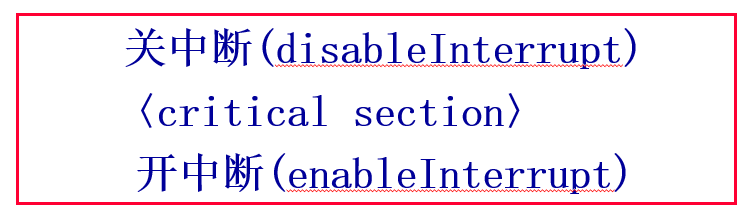 关中断(disableInterrupt)
〈critical section〉
开中断(enableInterrupt)